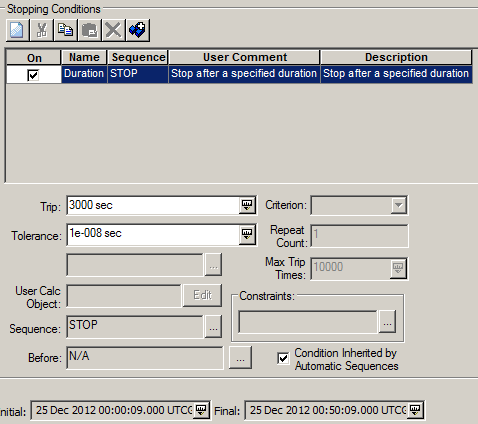 Stopping Conditions
On Name Sequence User Comment Description
Duration STOP Stop after a specified duration Stop after a specified duration
Trip: 3000 sec Criterion:
Tolerance: 1e-008 sec Repeat Count: 1
Max Trip Times: 10000
User Calc Object: Edit Constraints:
...
Sequence: STOP ... ...
Before: N/A ... Condition Inherited by Automatic Sequences
nitial: 25 Dec 2012 00:00:09.000 UTCG Final: 25 Dec 2012 00:50:09.000 UTCG